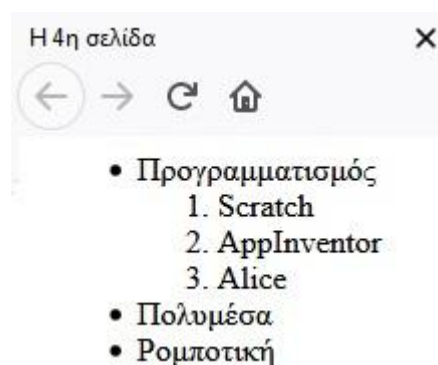 Η 4η σελίδα
• Προγραμματισμός
1. Scratch
2. AppInventor
3. Alice
• Πολυμέσα
• Ρομποτική